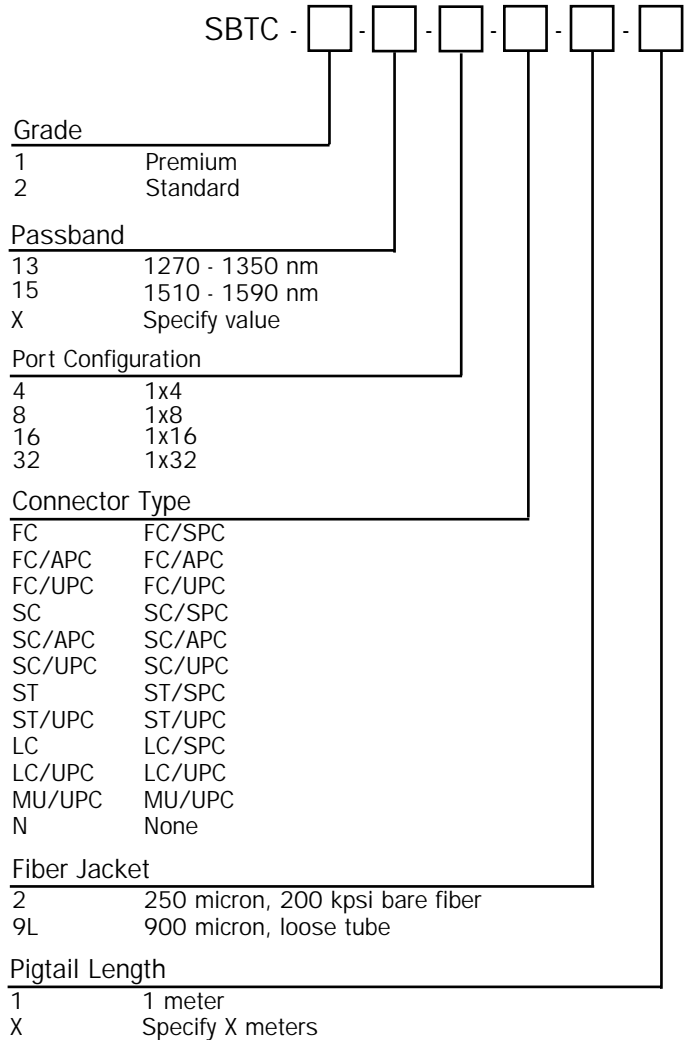 SBTC - - - - - -
Grade
1 Premium
2 Standard
Passband
13 1270 - 1350 nm
15 1510 - 1590 nm
X Specify value
Port Configuration
4 1x4
8 1x8
16 1x16
32 1x32
Connector Type
FC FC/SPC
FC/APC FC/APC
FC/UPC FC/UPC
SC SC/SPC
SC/APC SC/APC
SC/UPC SC/UPC
ST ST/SPC
ST/UPC ST/UPC
LC LC/SPC
LC/UPC LC/UPC
MU/UPC MU/UPC
N None
Fiber Jacket
2 250 micron, 200 kpsi bare fiber
9L 900 micron, loose tube
Pigtail Length
1 1 meter
X Specify X meters